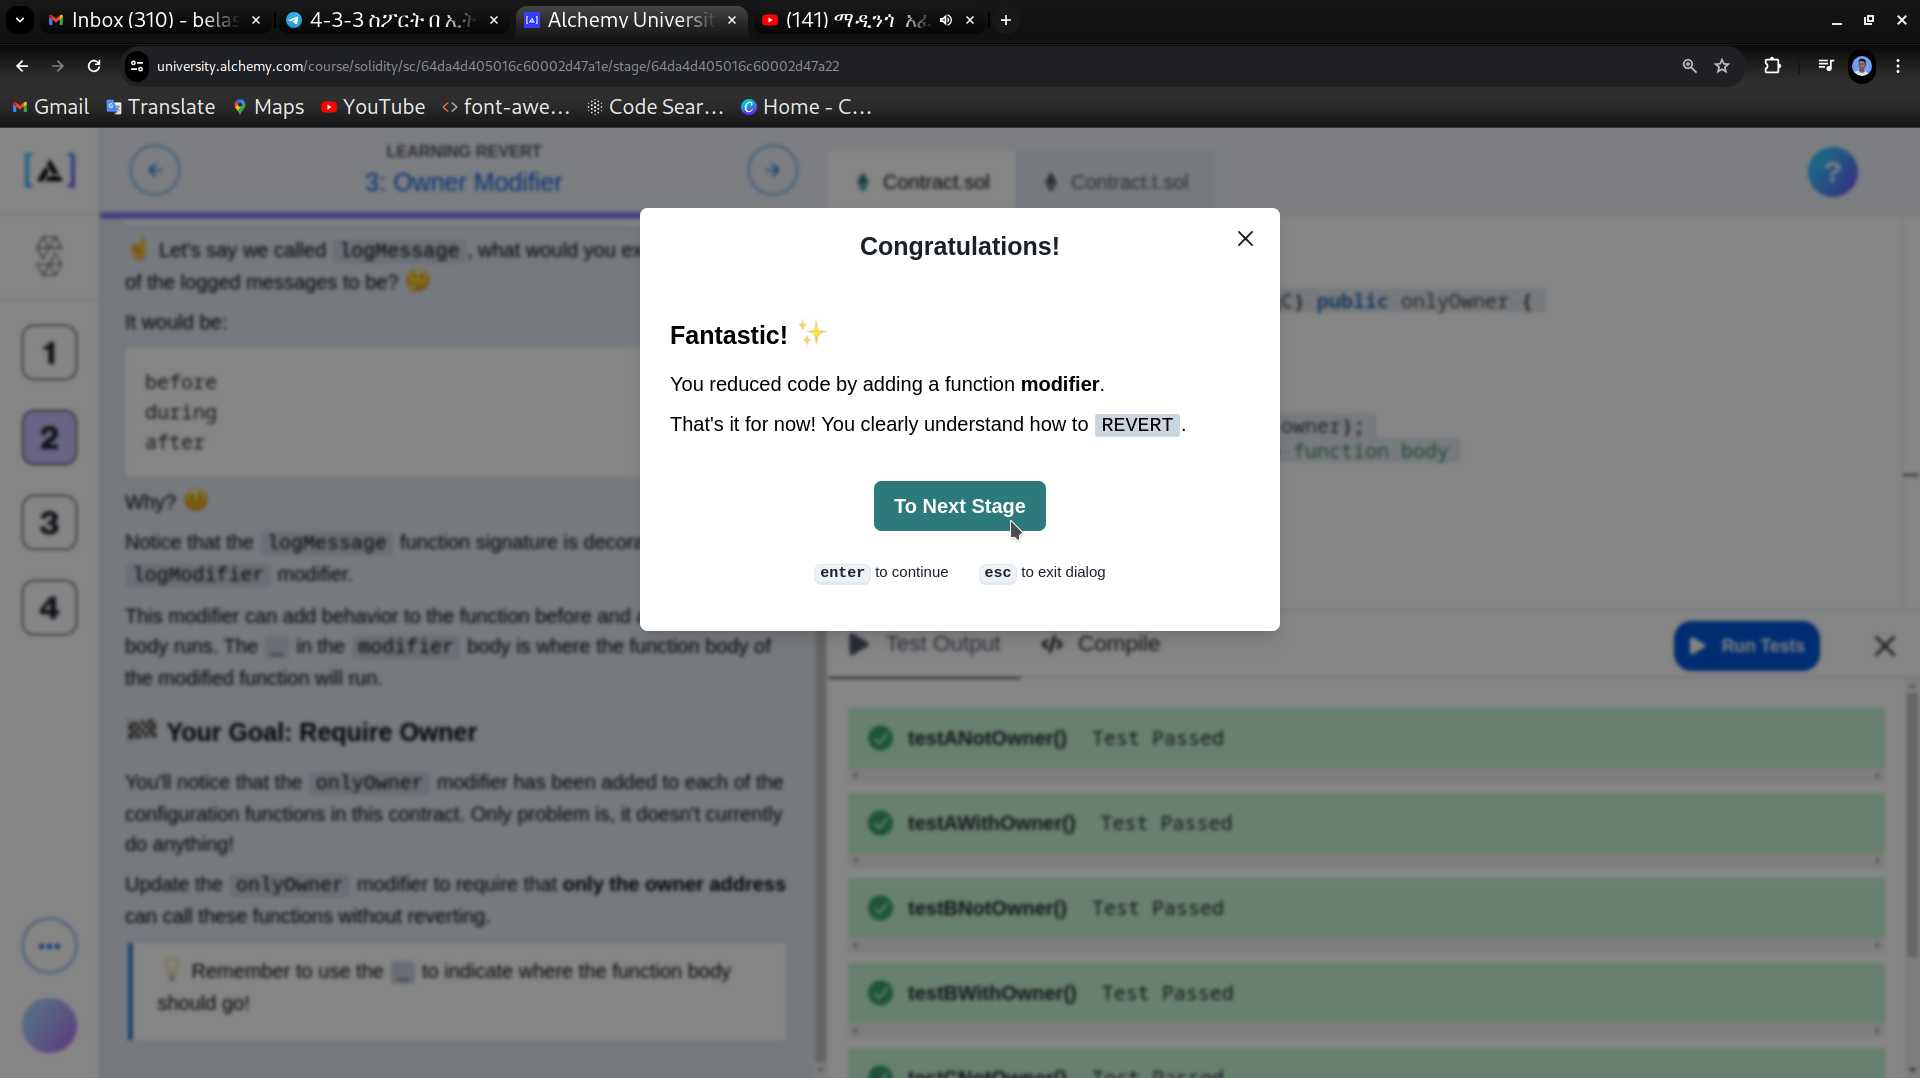 Inbox (310) - belas
4-3-3 ስፖርት በ ኢት
Alchemy Universit
(141) ማዲንጎ አፈ
university.alchemy.com/course/solidity/sc/64da4d405016c60002d47a1e/stage/64da4d405016c60002d47a22
Gmail
Translate
Maps
YouTube
font-awe...
Code Sear...
Home - C...
LEARNING REVERT
3: Owner Modifier
Contract.sol
Contract.t.sol
?
1
2
3
4
☝ Let's say we called logMessage, what would you ex
of the logged messages to be? 🤔
It would be:
before
during
after
Why?
Notice that the logMessage function signature is decora
logModifier modifier.
This modifier can add behavior to the function before and a
body runs. The _ in the modifier body is where the function body of
the modified function will run.
🏁 Your Goal: Require Owner
You'll notice that the onlyOwner modifier has been added to each of the
configuration functions in this contract. Only problem is, it doesn't currently
do anything!
Update the onlyOwner modifier to require that only the owner address
can call these functions without reverting.
💡 Remember to use the _ to indicate where the function body
should go!
C) public onlyOwner {
owner);
function body
Congratulations!
Fantastic! ✨
You reduced code by adding a function modifier.
That's it for now! You clearly understand how to REVERT.
To Next Stage
enter to continue esc to exit dialog
Test Output
Compile
Run Tests
testANotOwner() Test Passed
testAWithOwner() Test Passed
testBNotOwner() Test Passed
testBWithOwner() Test Passed
testCNotOwner() Test Passed